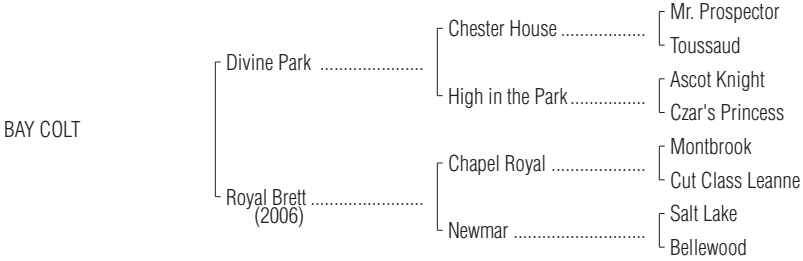 Mr. Prospector
Chester House ..................
Toussaud
Divine Park ......................
Ascot Knight
High in the Park................
Czar's Princess
BAY COLT
Montbrook
Chapel Royal ....................
Cut Class Leanne
Royal Brett ........................
(2006)
Salt Lake
Newmar ............................
Bellewood